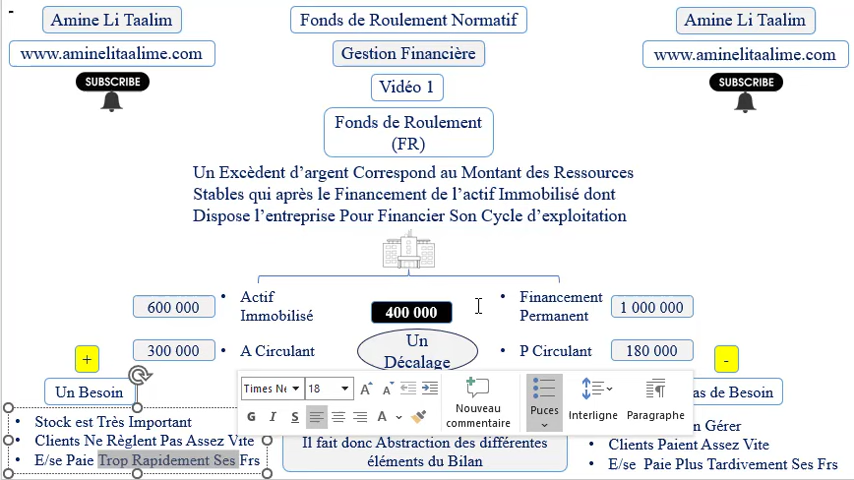 Amine Li Taalim
www.aminelitaalime.com
SUBSCRIBE
Fonds de Roulement Normatif
Gestion Financière
Vidéo 1
Amine Li Taalim
www.aminelitaalime.com
SUBSCRIBE
Fonds de Roulement
(FR)
Un Excèdent d'argent Correspond au Montant des Ressources
Stables qui après le Financement de l'actif Immobilisé dont
Dispose l'entreprise Pour Financier Son Cycle d'exploitation
600 000
• Actif
Immobilisé
400 000
• Financement
Permanent
1 000 000
300 000
• A Circulant
Un
Décalage
• P Circulant
180 000
+
-
Un Besoin
as de Besoin
Times Ne
18
Nouveau
commentaire
Puces
Interligne
Paragraphe
G I S
• Stock est Très Important
• Clients Ne Règlent Pas Assez Vite
• E/se Paie Trop Rapidement Ses Frs
Il fait donc Abstraction des différentes
éléments du Bilan
n Gérer
• Clients Paient Assez Vite
• E/se Paie Plus Tardivement Ses Frs